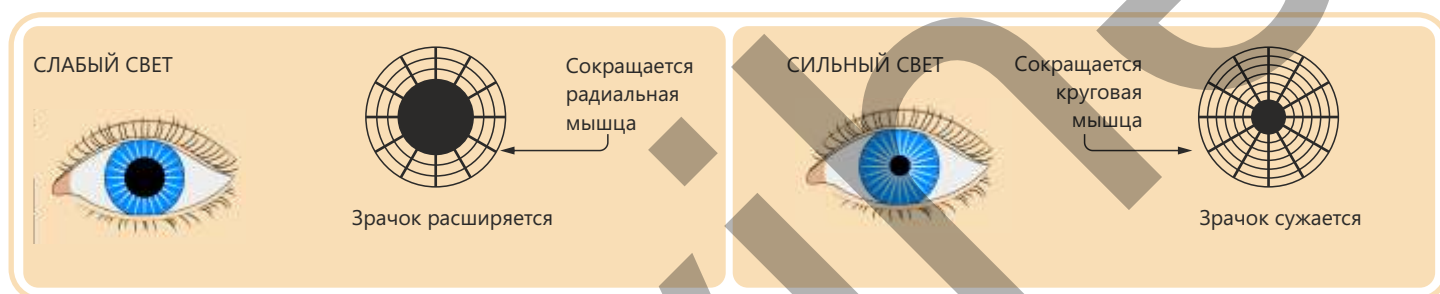 СЛАБЫЙ СВЕТ
Сокращается
радиальная
мышца
Зрачок расширяется
СИЛЬНЫЙ СВЕТ
Сокращается
круговая
мышца
Зрачок сужается